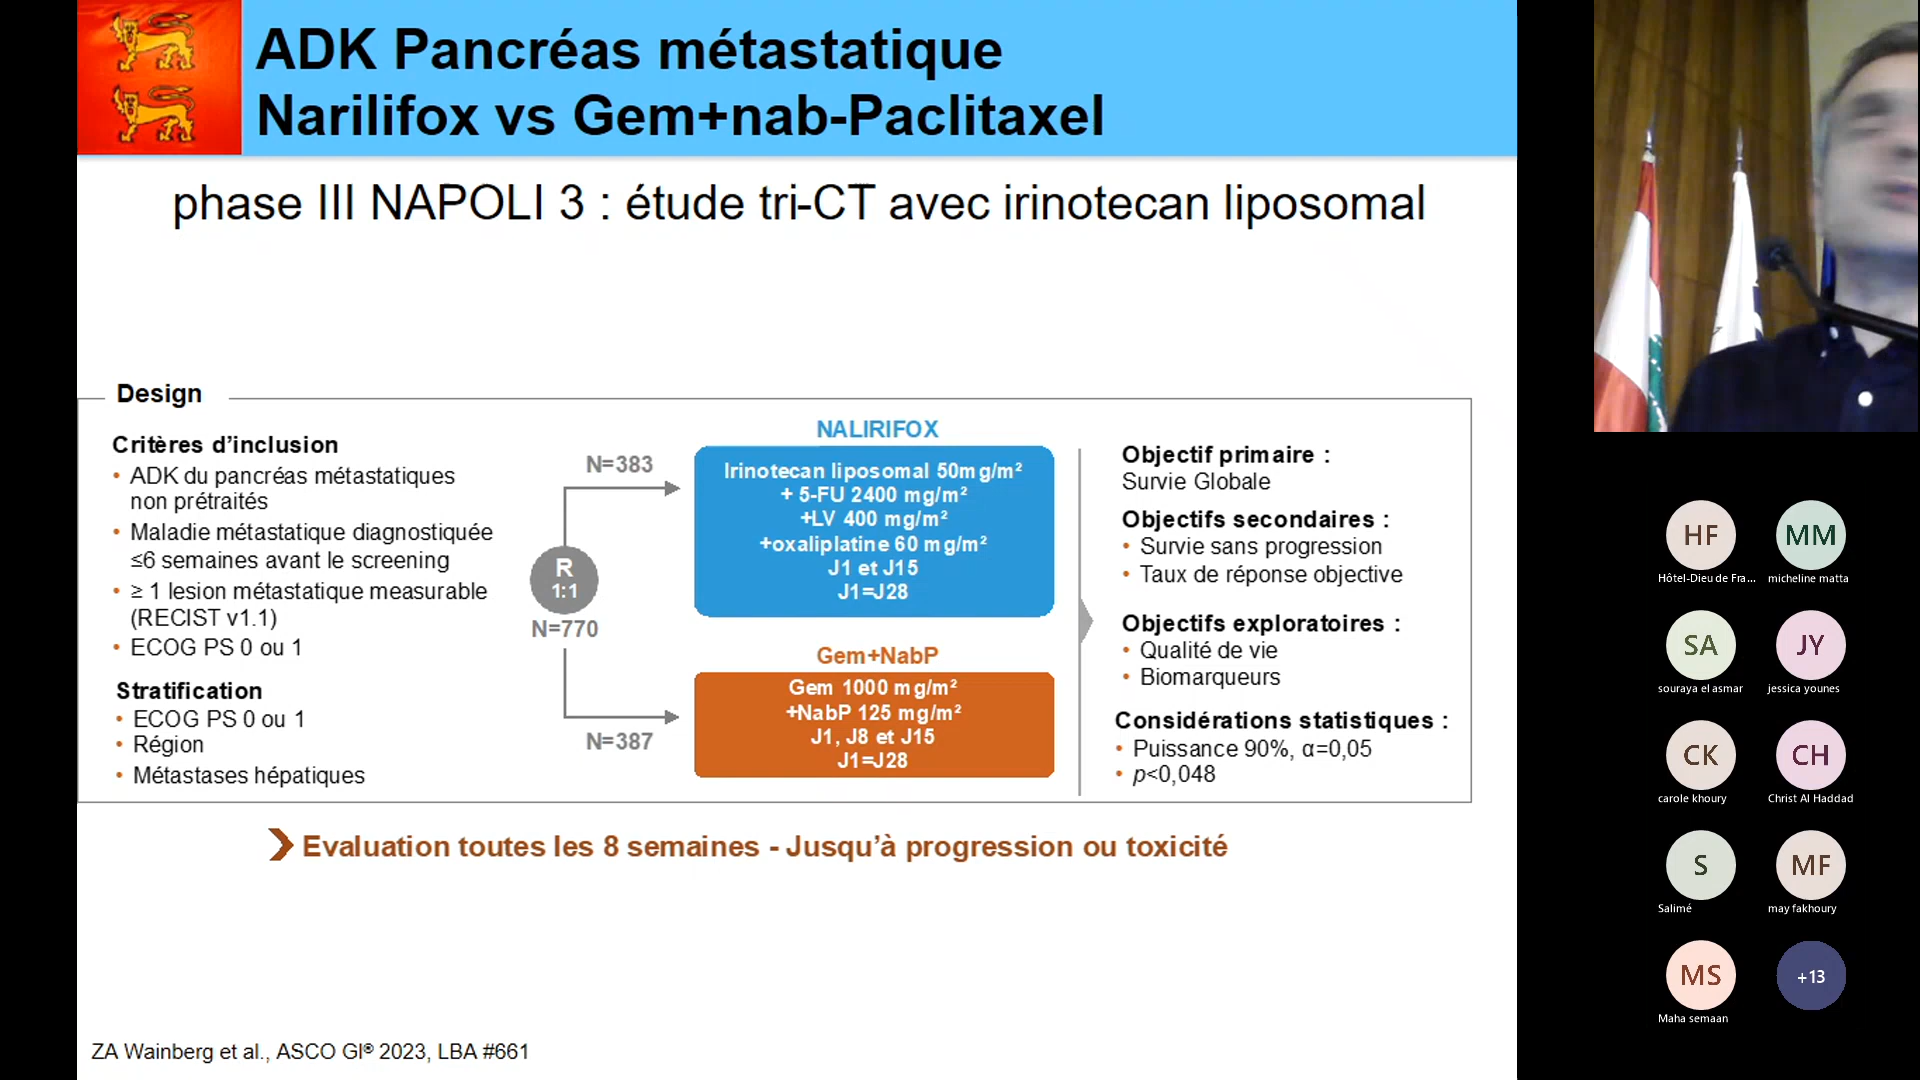 ADK Pancréas métastatique
Narilifox vs Gem+nab-Paclitaxel
phase III NAPOLI 3 : étude tri-CT avec irinotecan liposomal
Design
Critères d’inclusion
• ADK du pancréas métastatiques
non prétraités
• Maladie métastatique diagnostiquée
≤6 semaines avant le screening
• ≥ 1 lesion métastatique measurable
(RECIST v1.1)
• ECOG PS 0 ou 1
Stratification
• ECOG PS 0 ou 1
• Région
• Métastases hépatiques
N=383
R
1:1
N=770
N=387
NALIRIFOX
Irinotecan liposomal 50mg/m²
+ 5-FU 2400 mg/m²
+LV 400 mg/m²
+oxaliplatine 60 mg/m²
J1 et J15
J1=J28
Gem+NabP
Gem 1000 mg/m²
+NabP 125 mg/m²
J1, J8 et J15
J1=J28
Objectif primaire :
Survie Globale
Objectifs secondaires :
• Survie sans progression
• Taux de réponse objective
Objectifs exploratoires :
• Qualité de vie
• Biomarqueurs
Considérations statistiques :
• Puissance 90%, α=0,05
• p<0,048
Evaluation toutes les 8 semaines - Jusqu’à progression ou toxicité
ZA Wainberg et al., ASCO GI® 2023, LBA #661
HF
Hôtel-Dieu de Fra...
MM
micheline matta
SA
souraya el asmar
JY
jessica younes
CK
carole khoury
CH
Christ Al Haddad
S
Salimé
MF
may fakhoury
MS
Maha semaan
+13